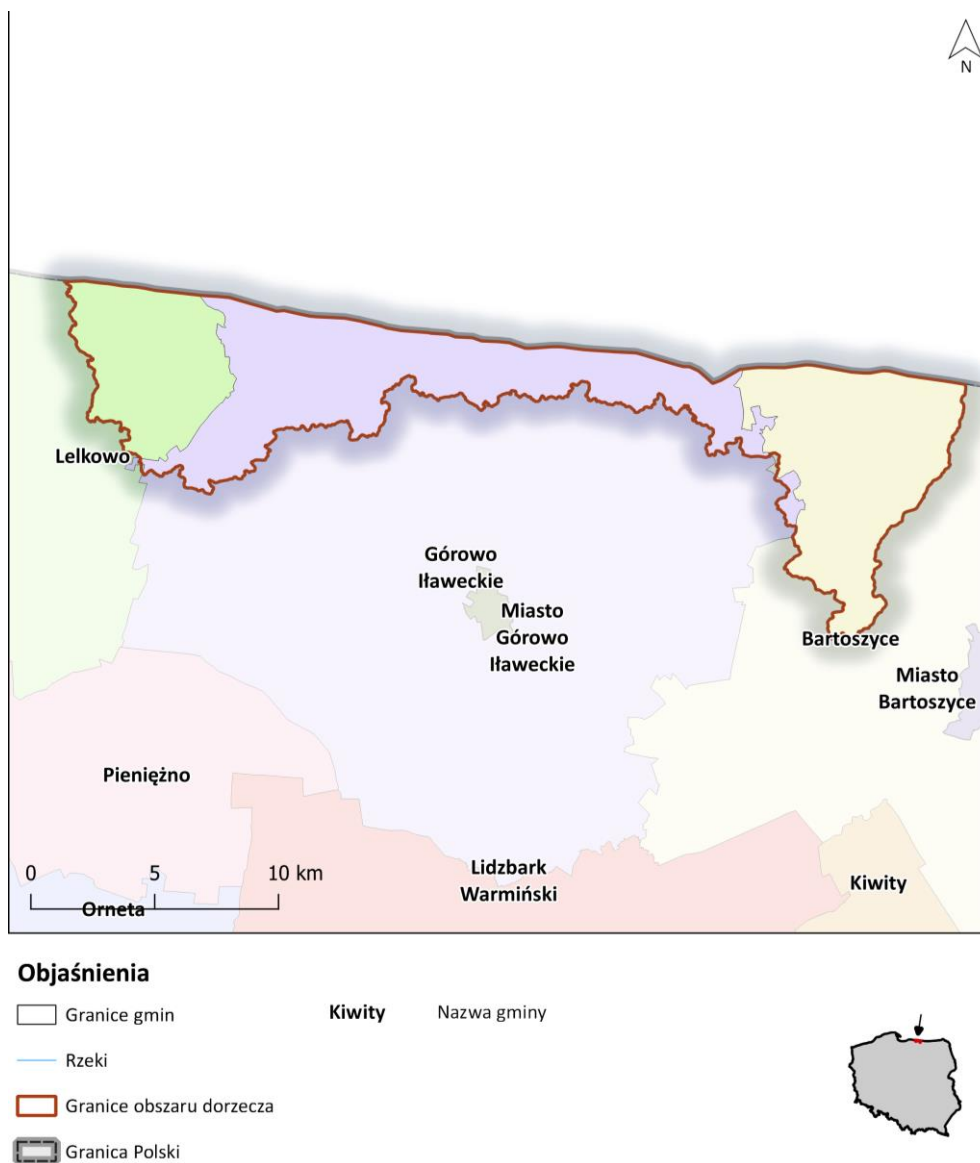 N
Lelkowo
Górowo
Iławeckie
Miasto
Górowo
Iławeckie
Bartoszyce
Miasto
Bartoszyce
Pieniężno
0 5 10 km
Orneta
Lidzbark
Warmiński
Kiwity
Objaśnienia
Granice gmin
Kiwity Nazwa gminy
Rzeki
Granice obszaru dorzecza
Granica Polski